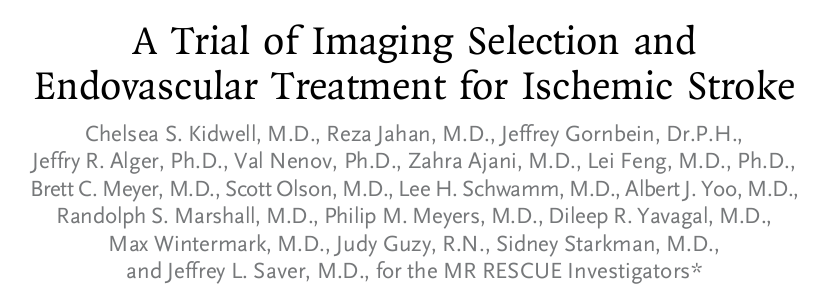 A Trial of Imaging Selection and
Endovascular Treatment for Ischemic Stroke
Chelsea S. Kidwell, M.D., Reza Jahan, M.D., Jeffrey Gornbein, Dr.P.H.,
Jeffry R. Alger, Ph.D., Val Nenov, Ph.D., Zahra Ajani, M.D., Lei Feng, M.D., Ph.D.,
Brett C. Meyer, M.D., Scott Olson, M.D., Lee H. Schwamm, M.D., Albert J. Yoo, M.D.,
Randolph S. Marshall, M.D., Philip M. Meyers, M.D., Dileep R. Yavagal, M.D.,
Max Wintermark, M.D., Judy Guzy, R.N., Sidney Starkman, M.D.,
and Jeffrey L. Saver, M.D., for the MR RESCUE Investigators*